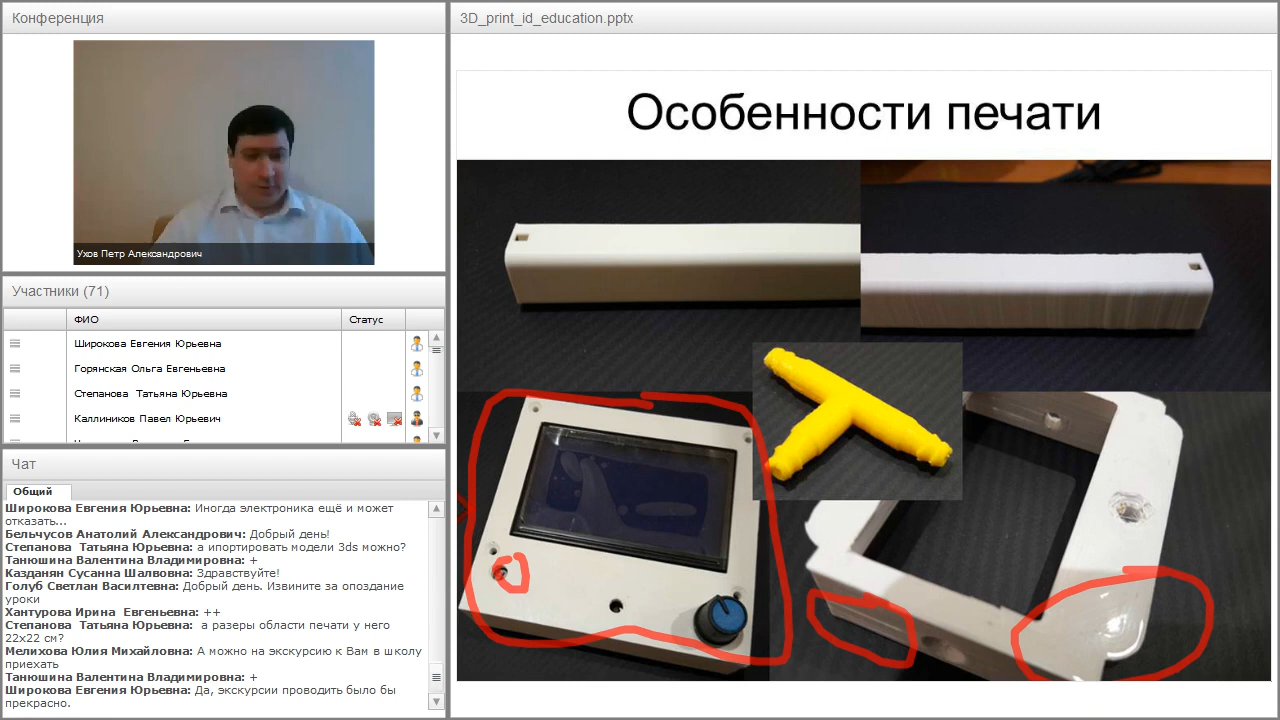 Конференция
Ухов Петр Александрович
Участники (71)
ФИО
Статус
Широкова Евгения Юрьевна
Горянская Ольга Евгеньевна
Степанова Татьяна Юрьевна
Каллиников Павел Юрьевич
Чат
Общий
Широкова Евгения Юрьевна: Иногда электроника ещё и может
отказать...
Бельчусов Анатолий Александрович: Добрый день!
Степанова Татьяна Юрьевна: а ипортировать модели 3ds можно?
Танюшина Валентина Владимировна: +
Казданян Сусанна Шалвовна: Здравствуйте!
Голуб Светлан Василтевна: Добрый день. Извините за опоздание
уроки
Хантурова Ирина Евгеньевна: ++
Степанова Татьяна Юрьевна: а разеры области печати у него
22х22 см?
Мелихова Юлия Михайловна: А можно на экскурсию к Вам в школу
приехать
Танюшина Валентина Владимировна: +
Широкова Евгения Юрьевна: Да, экскурсии проводить было бы
прекрасно.
3D_print_id_education.pptx
Особенности печати